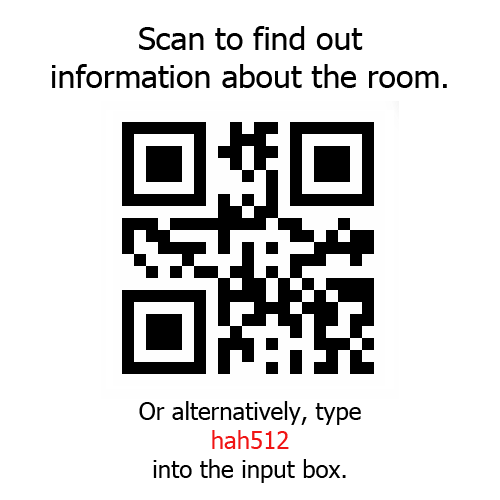 Scan to find out
information about the room.
Or alternatively, type
hah512
into the input box.